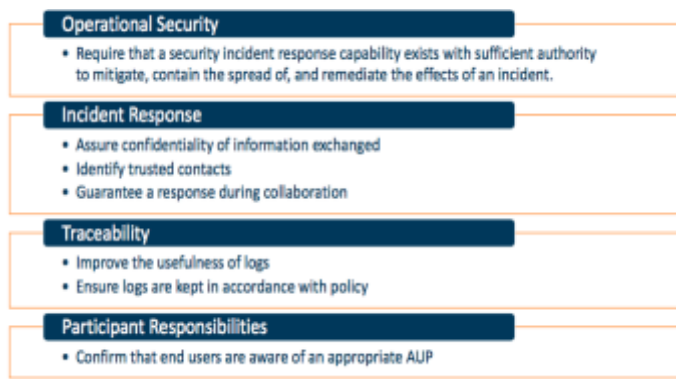 Operational Security
• Require that a security incident response capability exists with sufficient authority
to mitigate, contain the spread of, and remediate the effects of an incident.
Incident Response
• Assure confidentiality of information exchanged
• Identify trusted contacts
• Guarantee a response during collaboration
Traceability
• Improve the usefulness of logs
• Ensure logs are kept in accordance with policy
Participant Responsibilities
• Confirm that end users are aware of an appropriate AUP